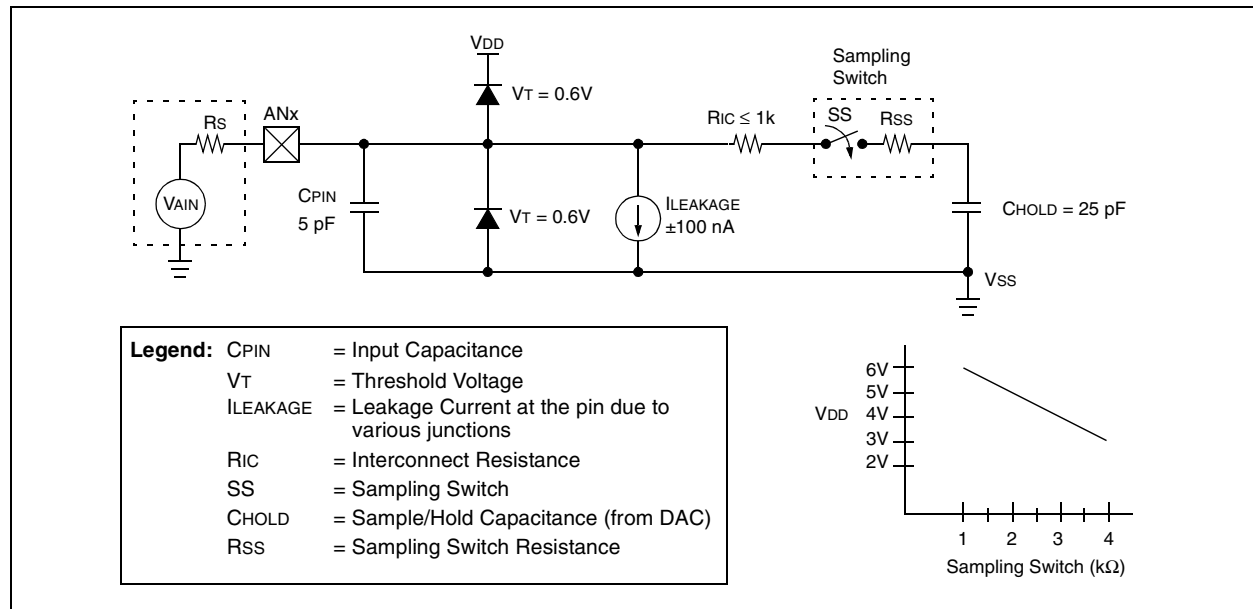 VDD
Sampling
Switch
VT = 0.6V
ANx
RS
RIC ≤ 1k
SS
RSS
VAIN
CPIN
5 pF
VT = 0.6V
ILEAKAGE
±100 nA
CHOLD = 25 pF
VSS
Legend: CPIN = Input Capacitance
VT = Threshold Voltage
ILEAKAGE = Leakage Current at the pin due to
various junctions
RIC = Interconnect Resistance
SS = Sampling Switch
CHOLD = Sample/Hold Capacitance (from DAC)
RSS = Sampling Switch Resistance
6V
5V
VDD 4V
3V
2V
1 2 3 4
Sampling Switch (kΩ)